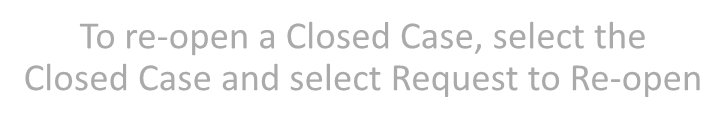 To re-open a Closed Case, select the
Closed Case and select Request to Re-open